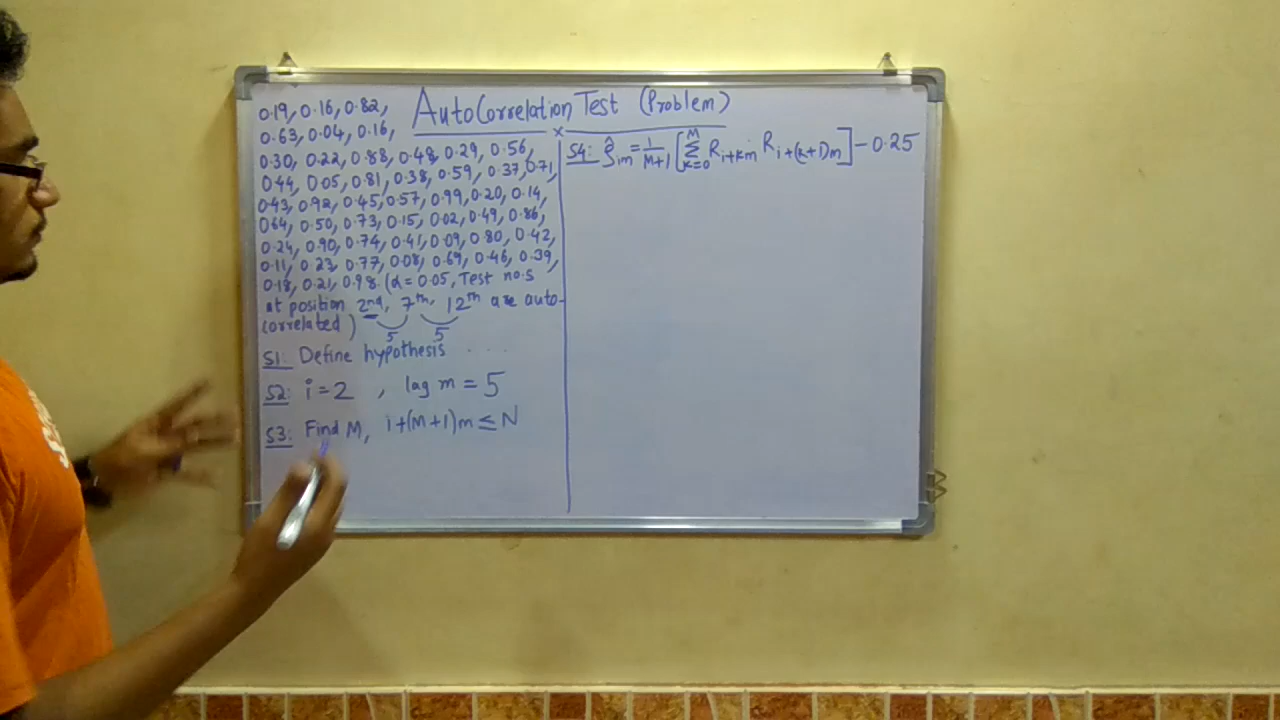 AutoCorrelation Test (Problem)
0.19, 0.16, 0.82,
0.63, 0.04, 0.16,
0.30, 0.22, 0.88, 0.48, 0.29, 0.56,
0.44, 0.05, 0.81, 0.38, 0.59, 0.37, 0.71,
0.43, 0.92, 0.45, 0.57, 0.99, 0.20, 0.14,
0.64, 0.50, 0.73, 0.15, 0.02, 0.49, 0.86,
0.24, 0.90, 0.74, 0.41, 0.09, 0.80, 0.42,
0.11, 0.23, 0.77, 0.08, 0.69, 0.46, 0.39,
0.18, 0.21, 0.98. (α = 0.05, Test no.s
at position 2nd, 7th, 12th are auto-
correlated)
5 5
S1: Define hypothesis ....
S2: i = 2 , lag m = 5
S3: Find M, i+(M+1)m ≤ N
S4: ρ̂im = 1/M+1 [M∑k=0 Ri+km · Ri+(k+1)m] - 0.25